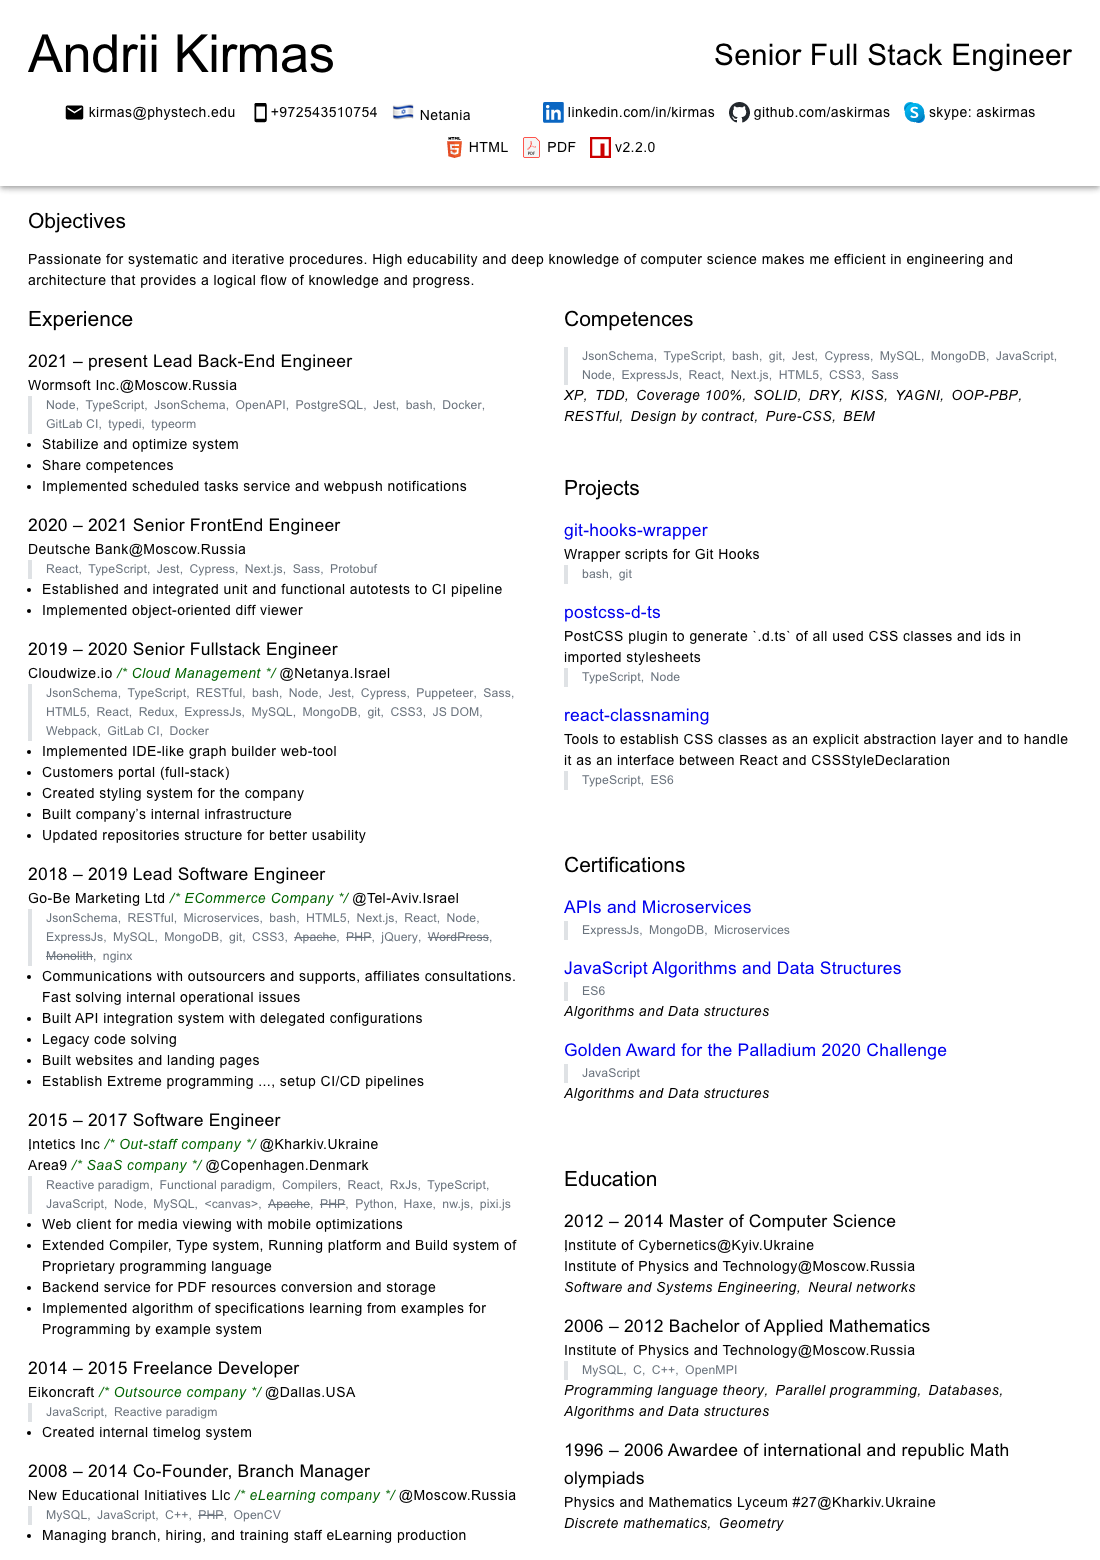 Andrii Kirmas
Senior Full Stack Engineer
kirmas@phystech.edu +972543510754 Netania linkedin.com/in/kirmas github.com/askirmas skype: askirmas
HTML PDF v2.2.0
Objectives
Passionate for systematic and iterative procedures. High educability and deep knowledge of computer science makes me efficient in engineering and
architecture that provides a logical flow of knowledge and progress.
Experience
2021 – present Lead Back-End Engineer
Wormsoft Inc.@Moscow.Russia
Node, TypeScript, JsonSchema, OpenAPI, PostgreSQL, Jest, bash, Docker,
GitLab CI, typedi, typeorm
• Stabilize and optimize system
• Share competences
• Implemented scheduled tasks service and webpush notifications
2020 – 2021 Senior FrontEnd Engineer
Deutsche Bank@Moscow.Russia
React, TypeScript, Jest, Cypress, Next.js, Sass, Protobuf
• Established and integrated unit and functional autotests to CI pipeline
• Implemented object-oriented diff viewer
2019 – 2020 Senior Fullstack Engineer
Cloudwize.io /* Cloud Management */ @Netanya.Israel
JsonSchema, TypeScript, RESTful, bash, Node, Jest, Cypress, Puppeteer, Sass,
HTML5, React, Redux, ExpressJs, MySQL, MongoDB, git, CSS3, JS DOM,
Webpack, GitLab CI, Docker
• Implemented IDE-like graph builder web-tool
• Customers portal (full-stack)
• Created styling system for the company
• Built company’s internal infrastructure
• Updated repositories structure for better usability
2018 – 2019 Lead Software Engineer
Go-Be Marketing Ltd /* ECommerce Company */ @Tel-Aviv.Israel
JsonSchema, RESTful, Microservices, bash, HTML5, Next.js, React, Node,
ExpressJs, MySQL, MongoDB, git, CSS3, Apache, PHP, jQuery, WordPress,
Monolith, nginx
• Communications with outsourcers and supports, affiliates consultations.
Fast solving internal operational issues
• Built API integration system with delegated configurations
• Legacy code solving
• Built websites and landing pages
• Establish Extreme programming ..., setup CI/CD pipelines
2015 – 2017 Software Engineer
Intetics Inc /* Out-staff company */ @Kharkiv.Ukraine
Area9 /* SaaS company */ @Copenhagen.Denmark
Reactive paradigm, Functional paradigm, Compilers, React, RxJs, TypeScript,
JavaScript, Node, MySQL, <canvas>, Apache, PHP, Python, Haxe, nw.js, pixi.js
• Web client for media viewing with mobile optimizations
• Extended Compiler, Type system, Running platform and Build system of
Proprietary programming language
• Backend service for PDF resources conversion and storage
• Implemented algorithm of specifications learning from examples for
Programming by example system
2014 – 2015 Freelance Developer
Eikoncraft /* Outsource company */ @Dallas.USA
JavaScript, Reactive paradigm
• Created internal timelog system
2008 – 2014 Co-Founder, Branch Manager
New Educational Initiatives Llc /* eLearning company */ @Moscow.Russia
MySQL, JavaScript, C++, PHP, OpenCV
• Managing branch, hiring, and training staff eLearning production
Competences
JsonSchema, TypeScript, bash, git, Jest, Cypress, MySQL, MongoDB, JavaScript,
Node, ExpressJs, React, Next.js, HTML5, CSS3, Sass
XP, TDD, Coverage 100%, SOLID, DRY, KISS, YAGNI, OOP-PBP,
RESTful, Design by contract, Pure-CSS, BEM
Projects
git-hooks-wrapper
Wrapper scripts for Git Hooks
bash, git
postcss-d-ts
PostCSS plugin to generate `.d.ts` of all used CSS classes and ids in
imported stylesheets
TypeScript, Node
react-classnaming
Tools to establish CSS classes as an explicit abstraction layer and to handle
it as an interface between React and CSSStyleDeclaration
TypeScript, ES6
Certifications
APIs and Microservices
ExpressJs, MongoDB, Microservices
JavaScript Algorithms and Data Structures
ES6
Algorithms and Data structures
Golden Award for the Palladium 2020 Challenge
JavaScript
Algorithms and Data structures
Education
2012 – 2014 Master of Computer Science
Institute of Cybernetics@Kyiv.Ukraine
Institute of Physics and Technology@Moscow.Russia
Software and Systems Engineering, Neural networks
2006 – 2012 Bachelor of Applied Mathematics
Institute of Physics and Technology@Moscow.Russia
MySQL, C, C++, OpenMPI
Programming language theory, Parallel programming, Databases,
Algorithms and Data structures
1996 – 2006 Awardee of international and republic Math
olympiads
Physics and Mathematics Lyceum #27@Kharkiv.Ukraine
Discrete mathematics, Geometry